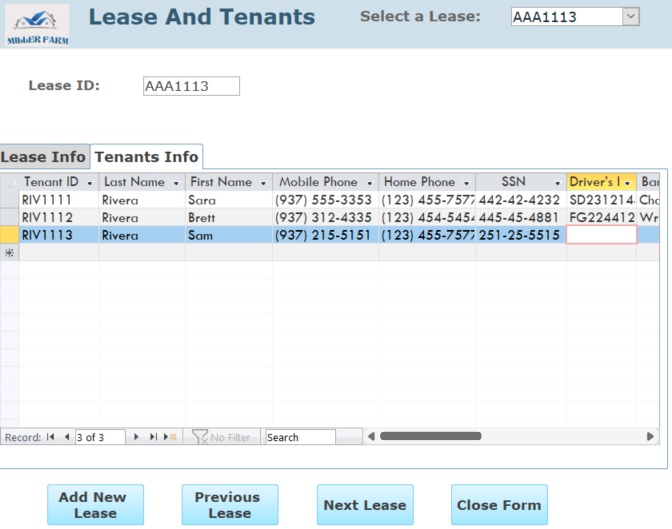 Lease And Tenants Select a Lease: AAA1113
MILLER FARM
Lease ID: AAA1113
Lease Info Tenants Info
Tenant ID Last Name First Name Mobile Phone Home Phone SSN Driver's l Bar
RIV1111 Rivera Sara (937) 555-3353 (123) 455-7577 442-42-4232 SD231214 Cho
RIV1112 Rivera Brett (937) 312-4335 (123) 454-5454 445-45-4881 FG224412 Wr
RIV1113 Rivera Sam (937) 215-5151 (123) 455-7577 251-25-5515
Record: 3 of 3 No Filter Search
Add New Lease
Previous Lease
Next Lease
Close Form